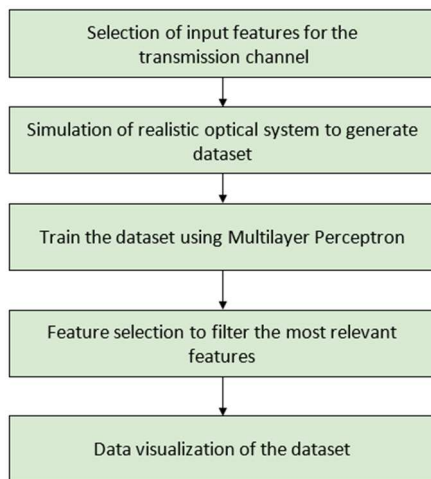 Selection of input features for the
transmission channel
Simulation of realistic optical system to generate
dataset
Train the dataset using Multilayer Perceptron
Feature selection to filter the most relevant
features
Data visualization of the dataset